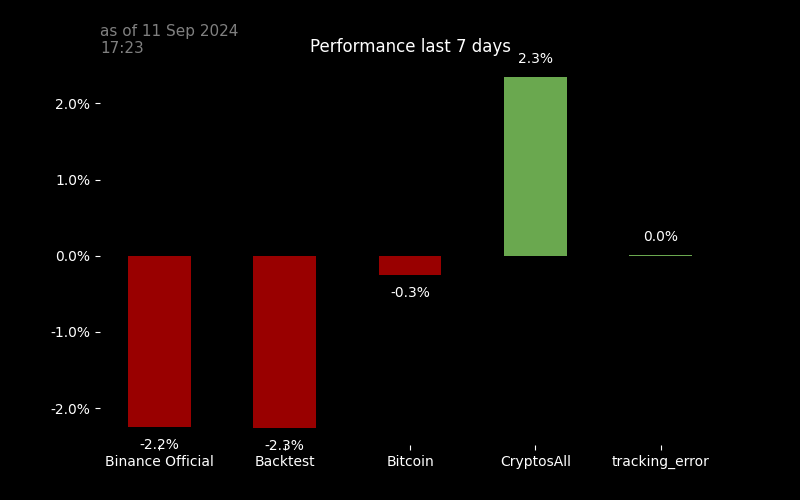 as of 11 Sep 2024
17:23
Performance last 7 days
2.3%
2.0%
1.0%
0.0%
0.0%
-0.3%
-1.0%
-2.0%
-2.2%
-2.3%
Binance Official
Backtest
Bitcoin
CryptosAll
tracking_error